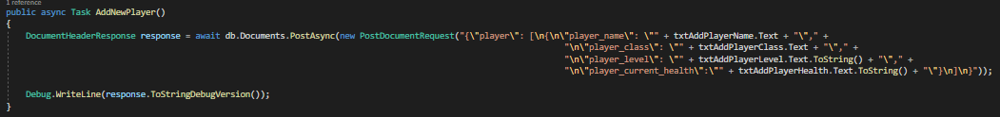 1 reference
public async Task AddNewPlayer()
{
DocumentHeaderResponse response = await db.Documents.PostAsync(new PostDocumentRequest("{\"player\": [\n{\n\"player_name\": \"" + txtAddPlayerName.Text + "\"," +
"\n\"player_class\": \"" + txtAddPlayerClass.Text + "\"," +
"\n\"player_level\": \"" + txtAddPlayerLevel.Text.ToString() + "\"," +
"\n\"player_current_health\":\"" + txtAddPlayerHealth.Text.ToString() + "\"}\n]\n}"));
Debug.WriteLine(response.ToStringDebugVersion());
}